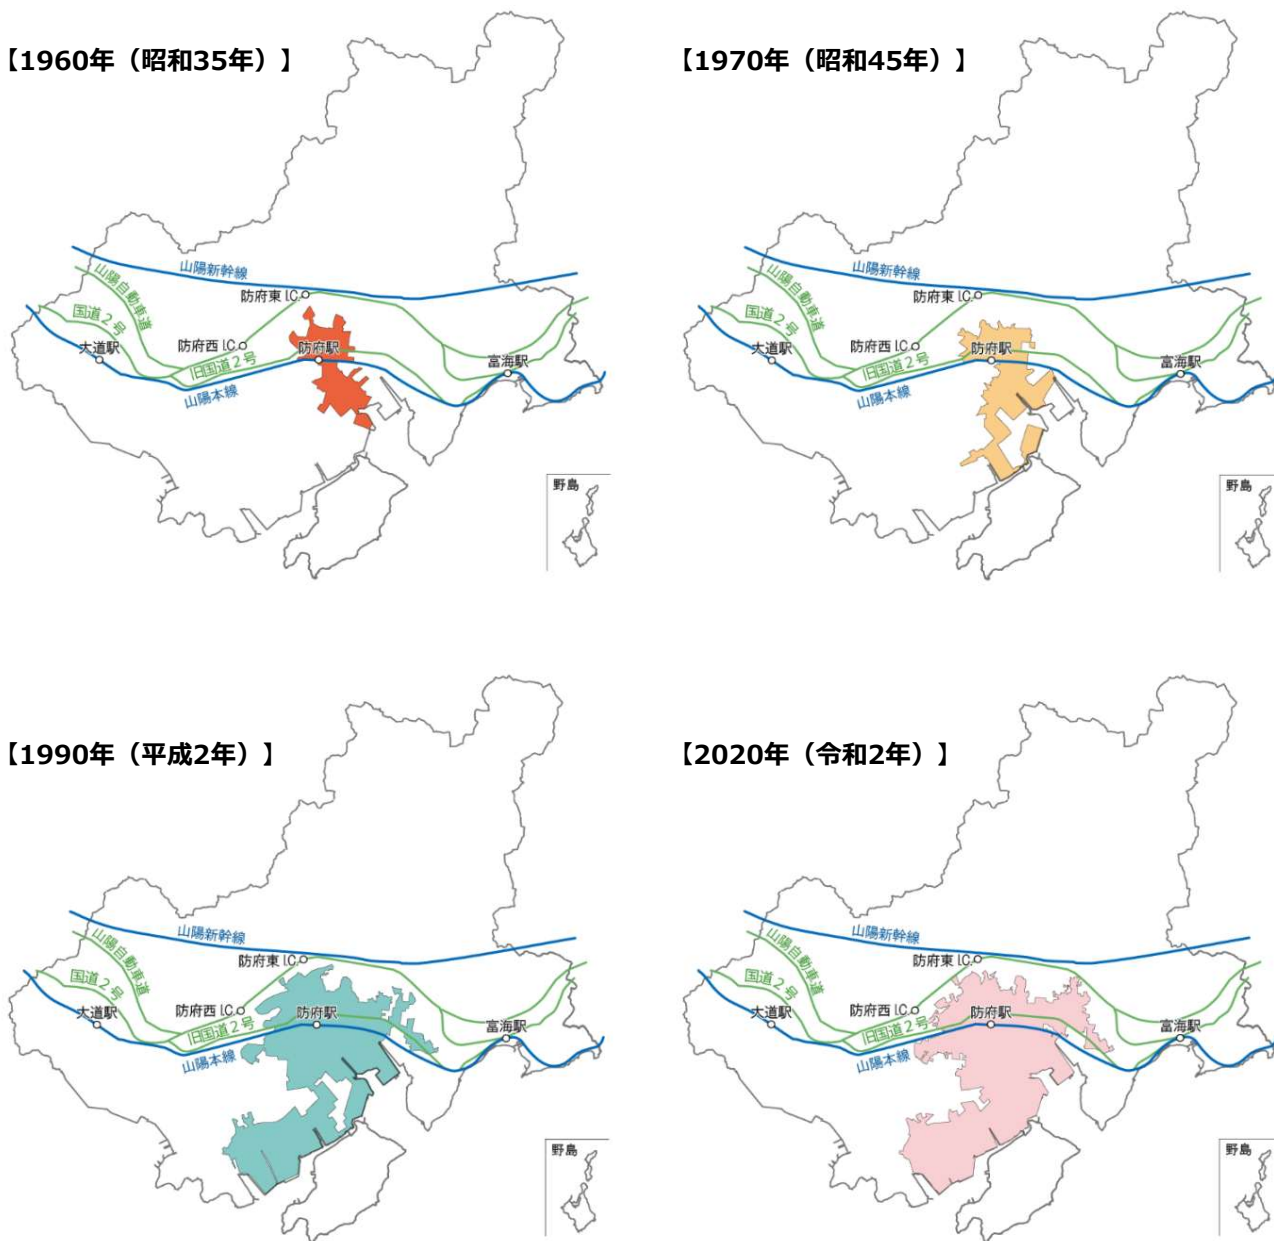 【1960年（昭和35年）】
山陽新幹線
山陽自動車道
防府東I.C.
国道２号
防府西I.C.
大道駅
旧国道２号
防府駅
富海駅
山陽本線
野島
【1970年（昭和45年）】
山陽新幹線
山陽自動車道
防府東I.C.
国道２号
防府西I.C.
大道駅
旧国道２号
防府駅
富海駅
山陽本線
野島
【1990年（平成2年）】
山陽新幹線
山陽自動車道
防府東I.C.
国道２号
防府西I.C.
大道駅
旧国道２号
防府駅
富海駅
山陽本線
野島
【2020年（令和2年）】
山陽新幹線
山陽自動車道
防府東I.C.
国道２号
防府西I.C.
大道駅
旧国道２号
防府駅
富海駅
山陽本線
野島